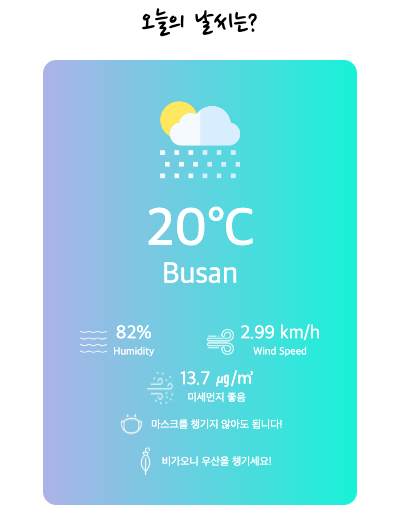 오늘의 날씨는?
20°C
Busan
82%
Humidity
2.99 km/h
Wind Speed
13.7 ㎍/㎥
미세먼지 좋음
마스크를 챙기지 않아도 됩니다!
비가오니 우산을 챙기세요!